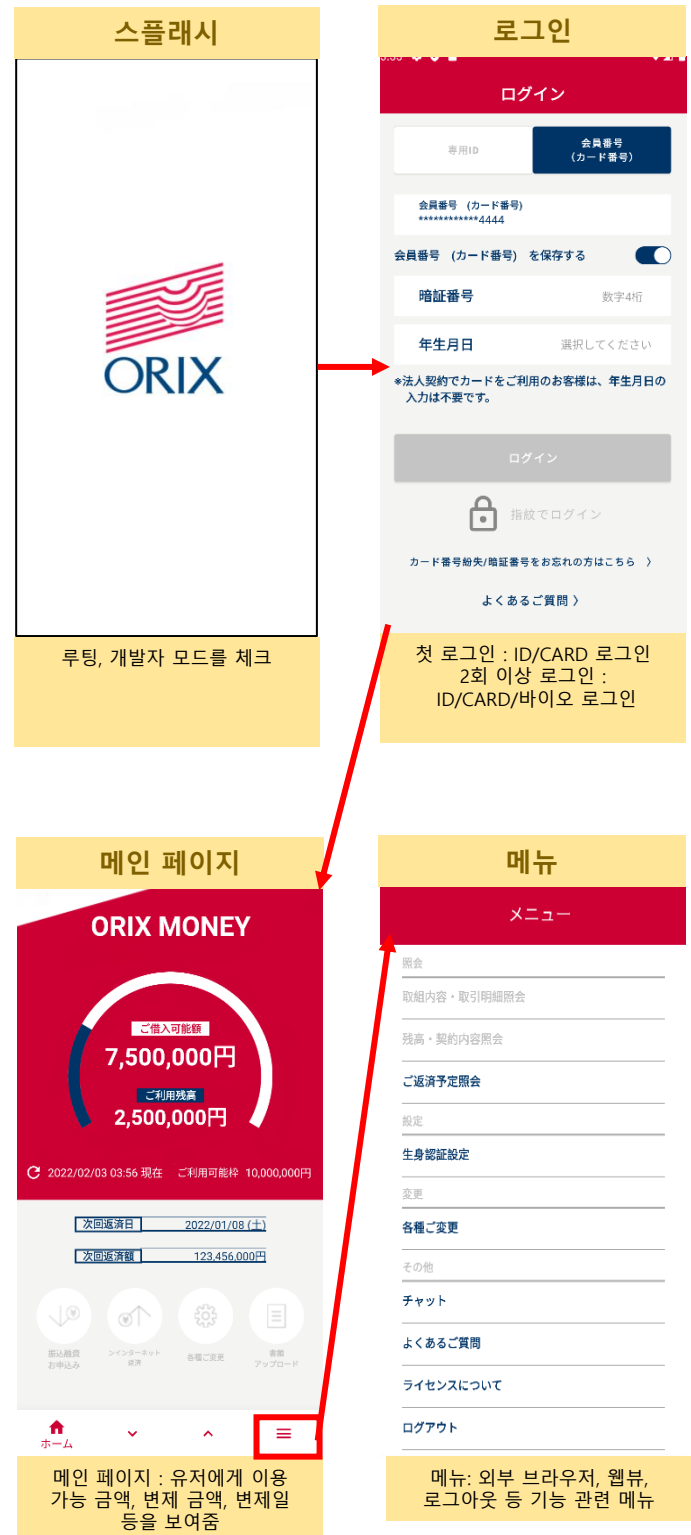 스플래시
ORIX
루팅, 개발자 모드를 체크
로그인
ログイン
専用ID
会員番号
(カード番号)
会員番号 (カード番号)
************4444
会員番号 (カード番号) を保存する
暗証番号
数字4桁
年生月日
選択してください
*法人契約でカードをご利用のお客様は、年生月日の
入力は不要です。
ログイン
指紋でログイン
カード番号紛失/暗証番号をお忘れの方はこちら 〉
よくあるご質問 〉
첫 로그인 : ID/CARD 로그인
2회 이상 로그인 :
ID/CARD/바이오 로그인
메인 페이지
ORIX MONEY
ご借入可能額
7,500,000円
ご利用残高
2,500,000円
2022/02/03 03:56 現在 ご利用可能枠 10,000,000円
次回返済日 2022/01/08 (土)
次回返済額 123,456,000円
振込融資
お申込み
ンインターネット
返済
各種ご変更
書類
アップロード
ホーム
메인 페이지 : 유저에게 이용
가능 금액, 변제 금액, 변제일
등을 보여줌
메뉴
メニュー
照会
取組内容・取引明細照会
残高・契約内容照会
ご返済予定照会
設定
生身認証設定
変更
各種ご変更
その他
チャット
よくあるご質問
ライセンスについて
ログアウト
메뉴: 외부 브라우저, 웹뷰,
로그아웃 등 기능 관련 메뉴